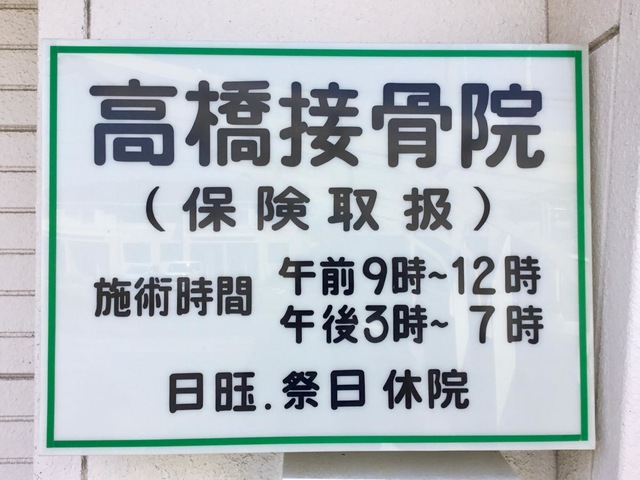 高橋接骨院
(保険取扱)
施術時間
午前9時~12時
午後3時~7時
日旺.祭日休院